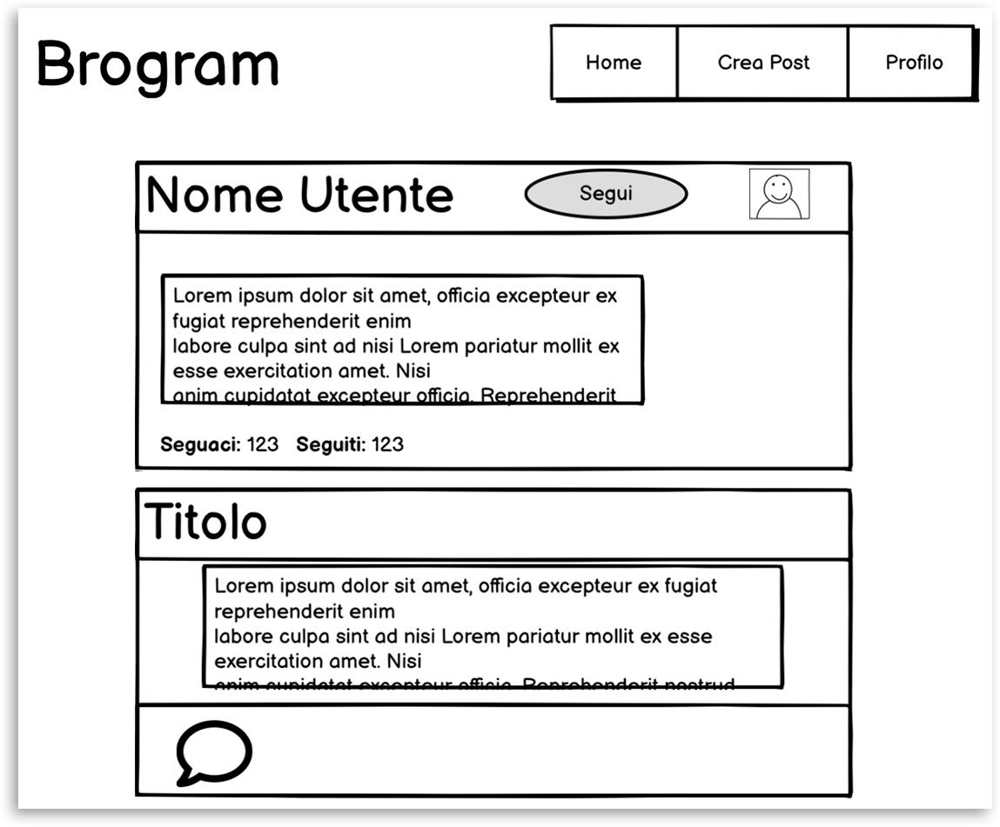 Brogram
Home Crea Post Profilo
Nome Utente Segui
Lorem ipsum dolor sit amet, officia excepteur ex
fugiat reprehenderit enim
labore culpa sint ad nisi Lorem pariatur mollit ex
esse exercitation amet. Nisi
anim cupidatat excepteur officia. Reprehenderit
Seguaci: 123 Seguiti: 123
Titolo
Lorem ipsum dolor sit amet, officia excepteur ex fugiat
reprehenderit enim
labore culpa sint ad nisi Lorem pariatur mollit ex esse
exercitation amet. Nisi
anim cupidatat excepteur officia. Reprehenderit nostrud